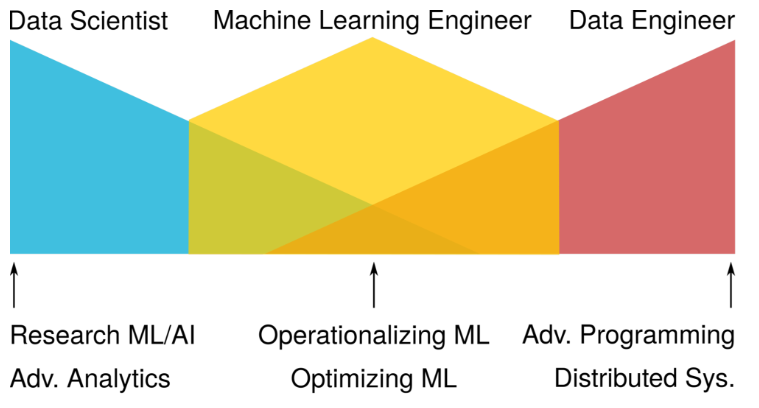 Data Scientist
Machine Learning Engineer
Data Engineer
Research ML/AI
Operationalizing ML
Adv. Programming
Adv. Analytics
Optimizing ML
Distributed Sys.